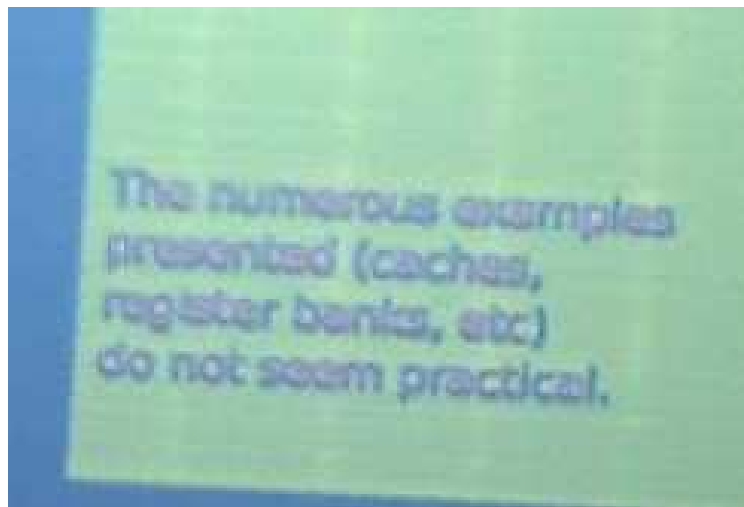 The numerous examples
presented (caches,
register banks, etc)
do not seem practical.